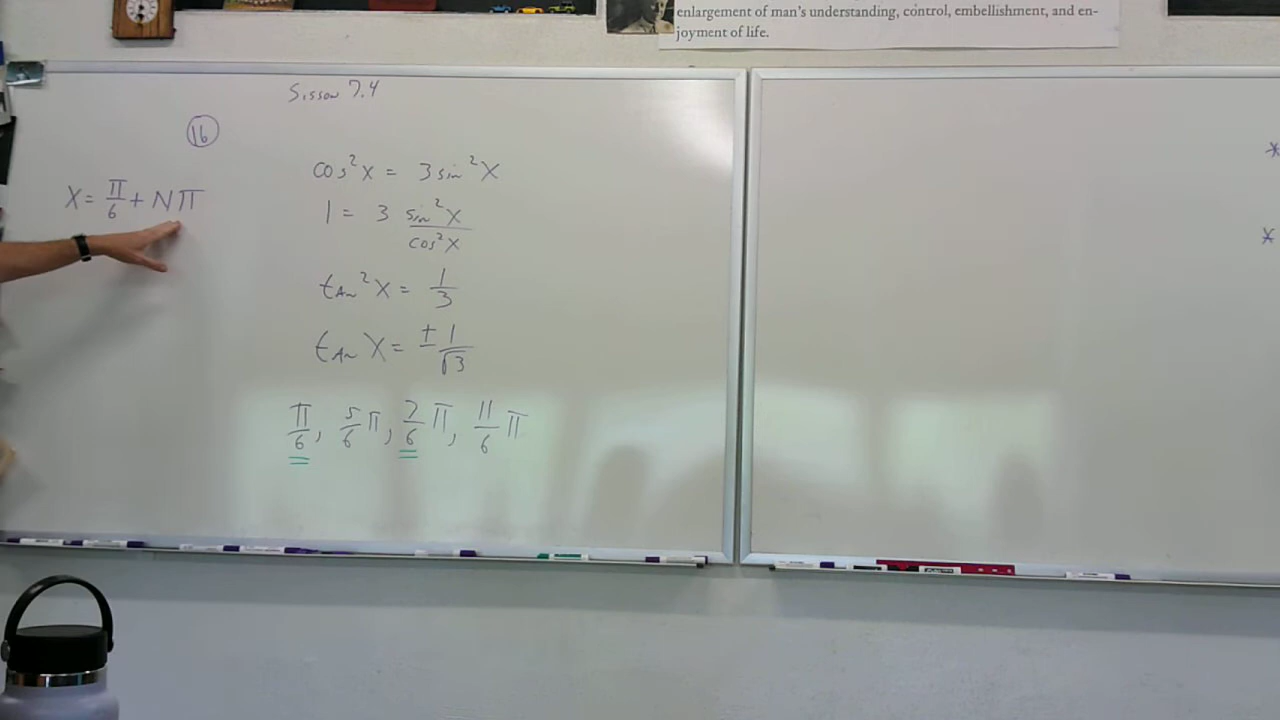 enlargement of man's understanding, control, embellishment, and en-
joyment of life.
Sisson 7.4
16
x = π/6 + Nπ
cos²x = 3 sin²x
1 = 3 sin²x/cos²x
tan²x = 1/3
tan x = ± 1/√3
π/6, 5/6 π, 7/6 π, 11/6 π
*
*